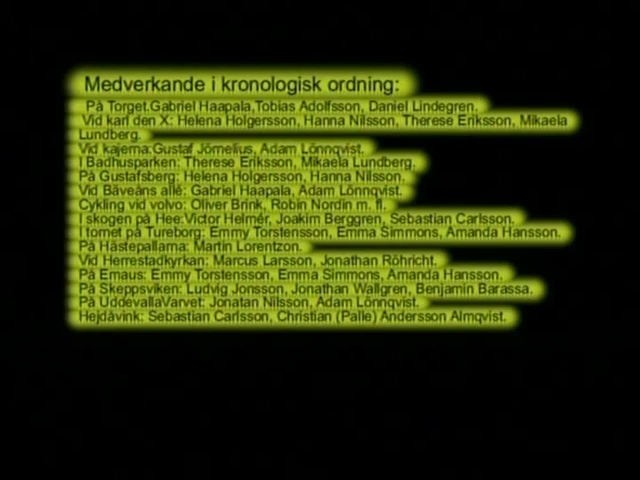 Medverkande i kronologisk ordning:
På Torget.Gabriel Haapala,Tobias Adolfsson, Daniel Lindegren.
Vid karl den X: Helena Holgersson, Hanna Nilsson, Therese Eriksson, Mikaela
Lundberg.
Vid kajerna:Gustaf Jörnelius, Adam Lönnqvist.
I Badhusparken: Therese Eriksson, Mikaela Lundberg.
På Gustafsberg: Helena Holgersson, Hanna Nilsson.
Vid Bäveåns allé: Gabriel Haapala, Adam Lönnqvist.
Cykling vid volvo: Oliver Brink, Robin Nordin m. fl.
I skogen på Hee:Victor Helmér, Joakim Berggren, Sebastian Carlsson.
I tornet på Tureborg: Emmy Torstensson, Emma Simmons, Amanda Hansson.
På Hästepallarna: Martin Lorentzon.
Vid Herrestadkyrkan: Marcus Larsson, Jonathan Röhricht.
På Emaus: Emmy Torstensson, Emma Simmons, Amanda Hansson.
På Skeppsviken: Ludvig Jonsson, Jonathan Wallgren, Benjamin Barassa.
På UddevallaVarvet: Jonatan Nilsson, Adam Lönnqvist.
Hejdåvink: Sebastian Carlsson, Christian (Palle) Andersson Almqvist.